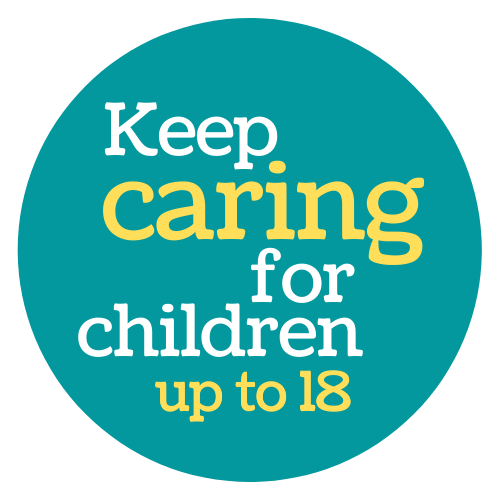 Keep
caring
for
children
up to 18